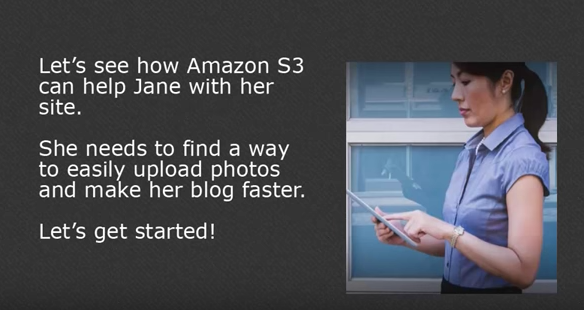 Let’s see how Amazon S3
can help Jane with her
site.
She needs to find a way
to easily upload photos
and make her blog faster.
Let’s get started!